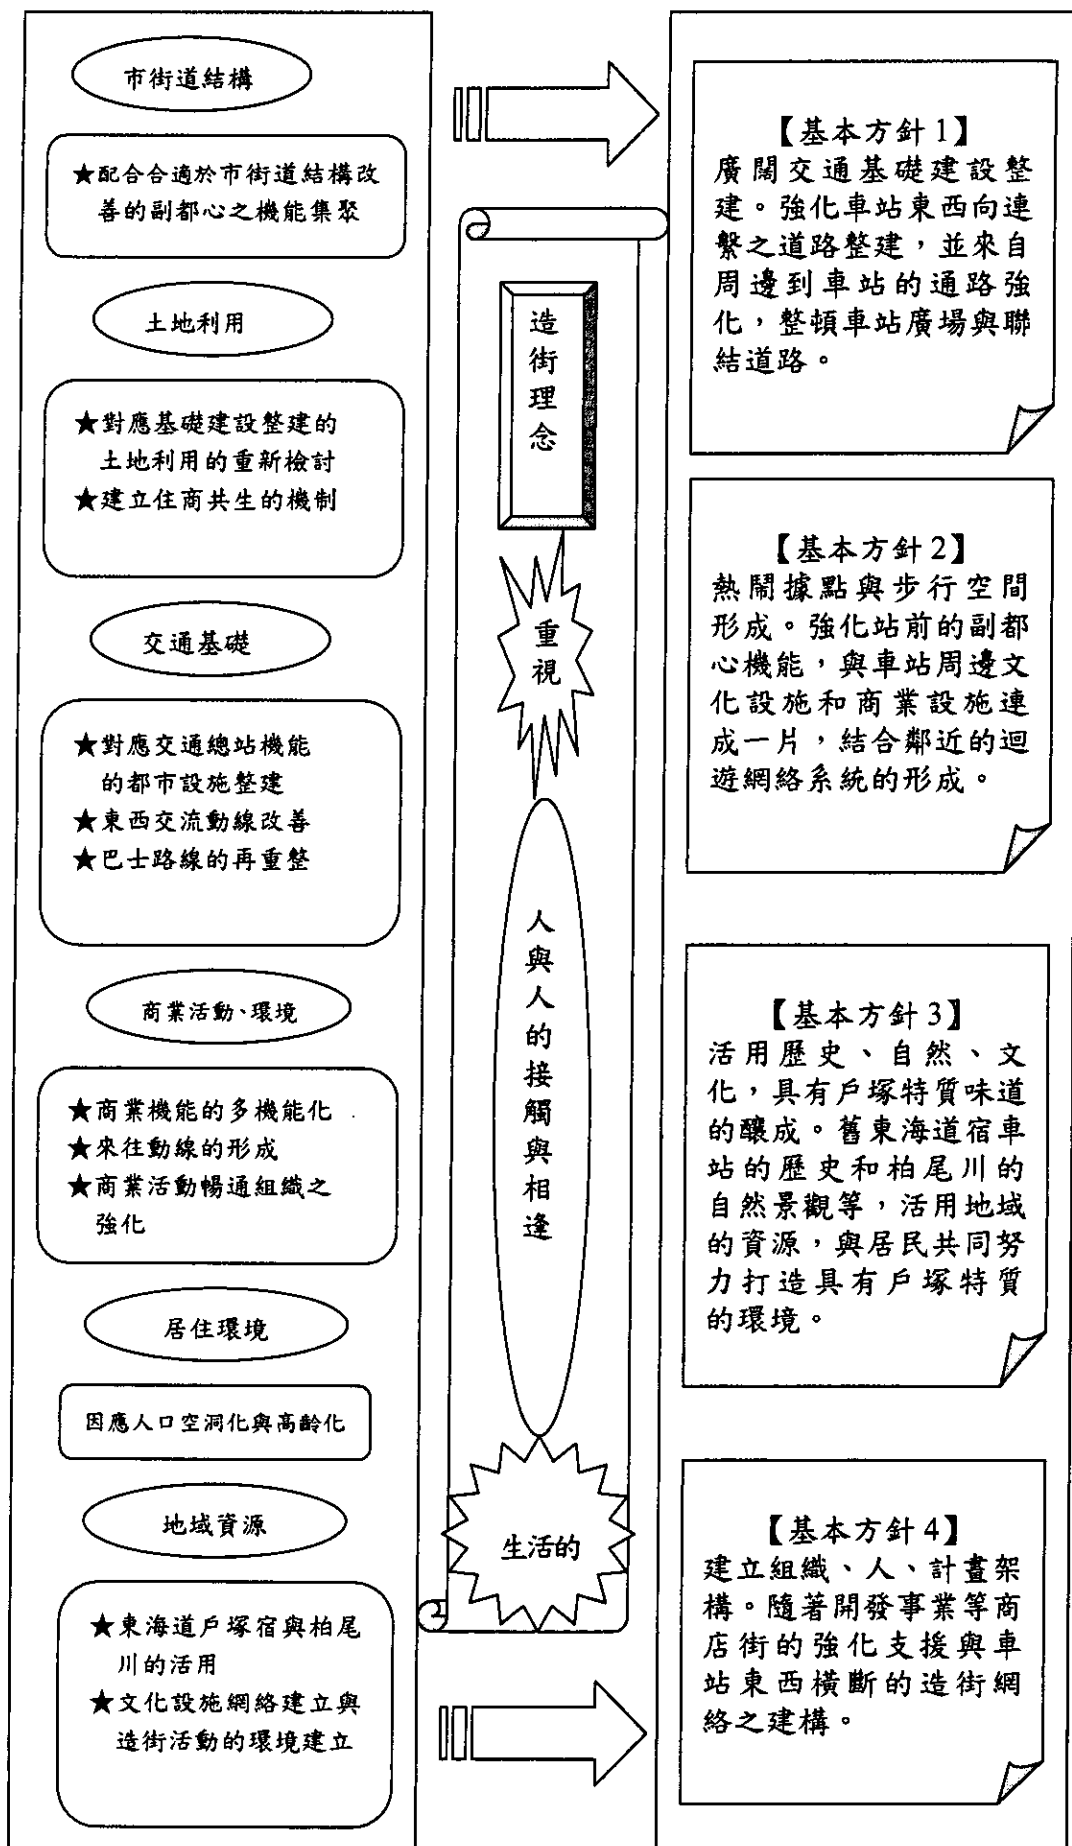 市街道結構
★配合合適於市街道結構改
善的副都心之機能集聚
土地利用
★對應基礎建設整建的
土地利用的重新檢討
★建立住商共生的機制
交通基礎
★對應交通總站機能
的都市設施整建
★東西交流動線改善
★巴士路線的再重整
商業活動、環境
★商業機能的多機能化
★來往動線的形成
★商業活動暢通組織之
強化
居住環境
因應人口空洞化與高齡化
地域資源
★東海道戶塚宿與柏尾
川的活用
★文化設施網絡建立與
造街活動的環境建立
造街理念
重視
人與人的接觸與相逢
生活的
【基本方針1】
廣闊交通基礎建設整
建。強化車站東西向連
繫之道路整建，並來自
周邊到車站的通路強
化，整頓車站廣場與聯
結道路。
【基本方針2】
熱鬧據點與步行空間
形成。強化站前的副都
心機能，與車站周邊文
化設施和商業設施連
成一片，結合鄰近的迴
遊網絡系統的形成。
【基本方針3】
活用歷史、自然、文
化，具有戶塚特質味道
的釀成。舊東海道宿車
站的歷史和柏尾川的
自然景觀等，活用地域
的資源，與居民共同努
力打造具有戶塚特質
的環境。
【基本方針4】
建立組織、人、計畫架
構。隨著開發事業等商
店街的強化支援與車
站東西橫斷的造街網
絡之建構。